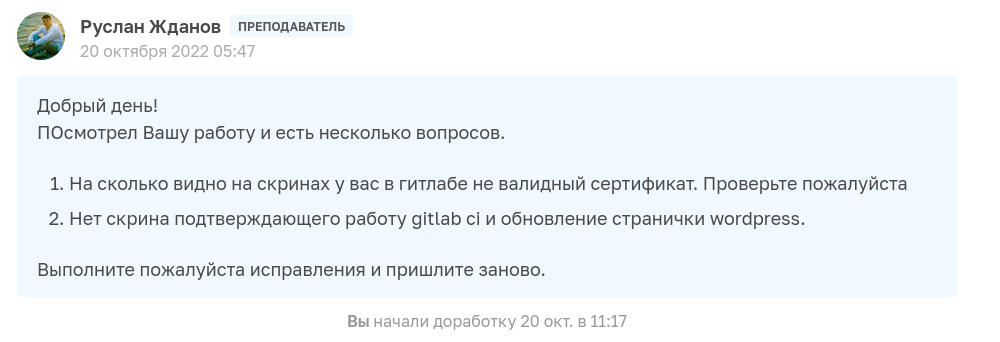 Руслан Жданов ПРЕПОДАВАТЕЛЬ
20 октября 2022 05:47
Добрый день!
ПОсмотрел Вашу работу и есть несколько вопросов.
1. На сколько видно на скринах у вас в гитлабе не валидный сертификат. Проверьте пожалуйста
2. Нет скрина подтверждающего работу gitlab ci и обновление странички wordpress.
Выполните пожалуйста исправления и пришлите заново.
Вы начали доработку 20 окт. в 11:17